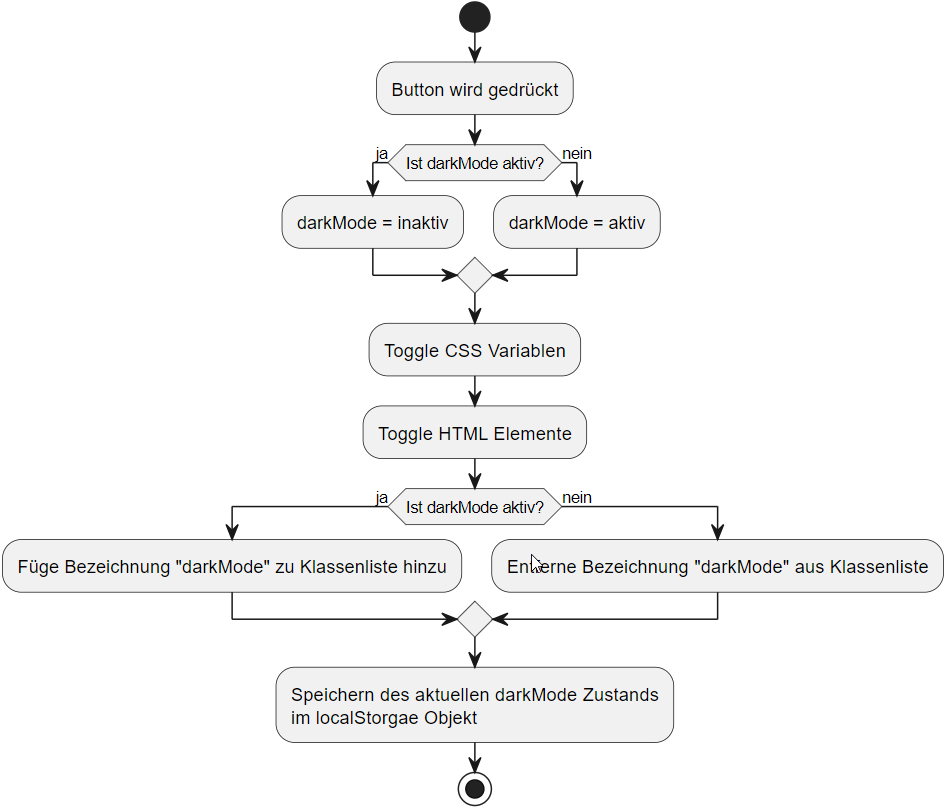 Button wird gedrückt
ja
Ist darkMode aktiv?
nein
darkMode = inaktiv
darkMode = aktiv
Toggle CSS Variablen
Toggle HTML Elemente
ja
Ist darkMode aktiv?
nein
Füge Bezeichnung "darkMode" zu Klassenliste hinzu
Entferne Bezeichnung "darkMode" aus Klassenliste
Speichern des aktuellen darkMode Zustands
im localStorgae Objekt